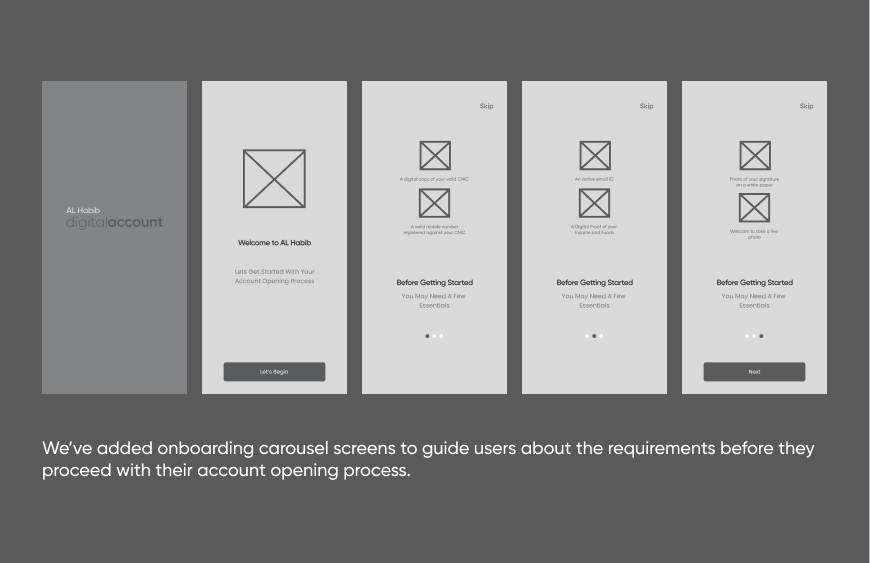 AL Habib
digitalaccount
Welcome to AL Habib
Lets Get Started With Your
Account Opening Process
Let's Begin
Skip
A digital copy of your valid CNIC
A valid mobile number
registered against your CNIC
Before Getting Started
You May Need A Few
Essentials
Skip
An active email ID
A Digital Proof of your
Income and Funds
Before Getting Started
You May Need A Few
Essentials
Skip
Photo of your signature
on a white paper
Webcam to take a live
photo
Before Getting Started
You May Need A Few
Essentials
Next
We've added onboarding carousel screens to guide users about the requirements before they
proceed with their account opening process.